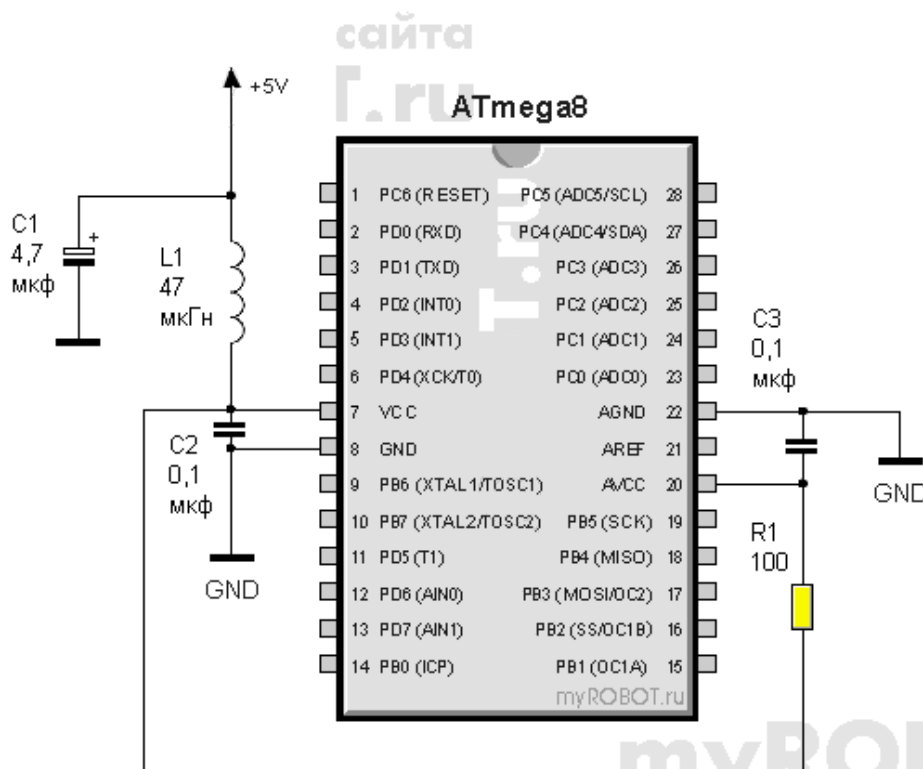 сайта
T.ru
+5V
ATmega8
C1
4,7
мкф
+
L1
47
мкГн
C2
0,1
мкф
GND
1 PC6 (RESET)
2 PD0 (RXD)
3 PD1 (TXD)
4 PD2 (INT0)
5 PD3 (INT1)
6 PD4 (XCK/T0)
7 VCC
8 GND
9 PB6 (XTAL1/TOSC1)
10 PB7 (XTAL2/TOSC2)
11 PD5 (T1)
12 PD6 (AIN0)
13 PD7 (AIN1)
14 PB0 (ICP)
PC5 (ADC5/SCL) 28
PC4 (ADC4/SDA) 27
PC3 (ADC3) 26
PC2 (ADC2) 25
PC1 (ADC1) 24
PC0 (ADC0) 23
AGND 22
AREF 21
AVCC 20
PB5 (SCK) 19
PB4 (MISO) 18
PB3 (MOSI/OC2) 17
PB2 (SS/OC1B) 16
PB1 (OC1A) 15
T.ru
myROBOT.ru
C3
0,1
мкф
GND
R1
100